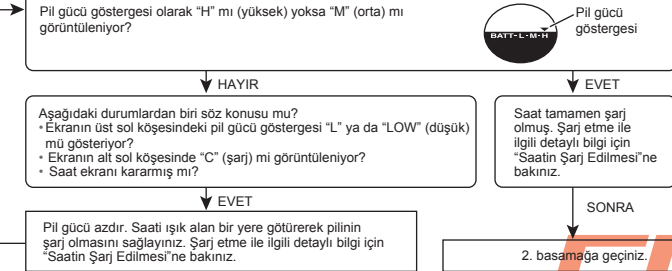 Pil gücü göstergesi olarak “H” mı (yüksek) yoksa “M” (orta) mı
görüntüleniyor?
BATT-L-M-H
Pil gücü
göstergesi
HAYIR
EVET
Aşağıdaki durumlardan biri söz konusu mu?
• Ekranın üst sol köşesindeki pil gücü göstergesi “L” ya da “LOW” (düşük)
mü gösteriyor?
• Ekranın alt sol köşesinde “C” (şarj) mi görüntüleniyor?
• Saat ekranı kararmış mı?
Saat tamamen şarj
olmuş. Şarj etme ile
ilgili detaylı bilgi için
“Saatin Şarj Edilmesi”ne
bakınız.
EVET
SONRA
Pil gücü azdır. Saati ışık alan bir yere götürerek pilinin
şarj olmasını sağlayınız. Şarj etme ile ilgili detaylı bilgi için
“Saatin Şarj Edilmesi”ne bakınız.
2. basamağa geçiniz.